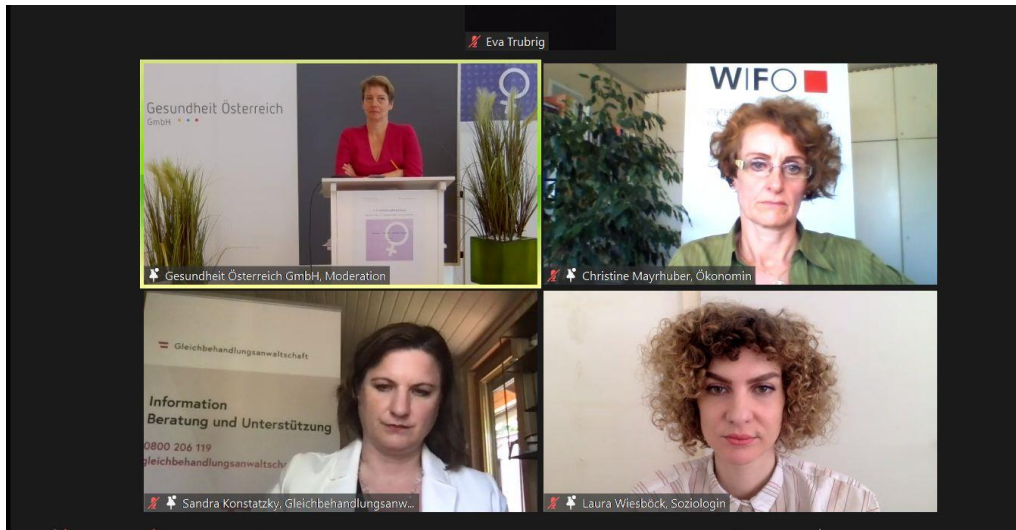 Eva Trubrig
Gesundheit Österreich
GmbH
Gesundheit Österreich GmbH, Moderation
WIFO
Christine Mayrhuber, Ökonomin
Gleichbehandlungsanwaltschaft
Information
Beratung und Unterstützung
0800 206 119
gleichbehandlungsanwaltsc
Sandra Konstatzky, Gleichbehandlungsanw...
Laura Wiesböck, Soziologin